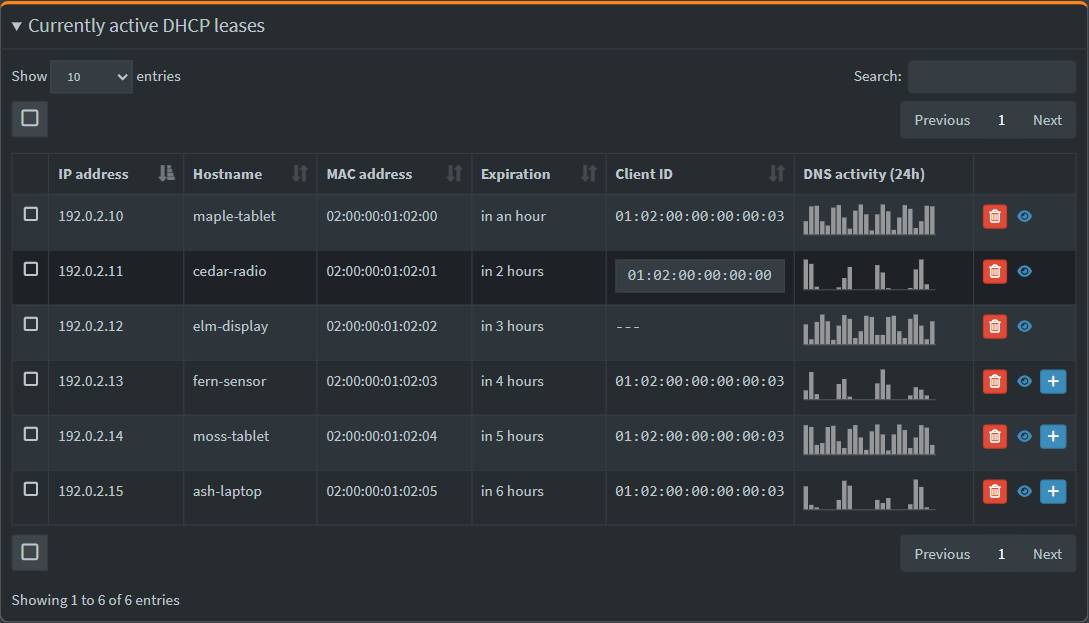 Currently active DHCP leases
Show 10 entries Search:
Previous 1 Next
IP address Hostname MAC address Expiration Client ID DNS activity (24h)
192.0.2.10 maple-tablet 02:00:00:01:02:00 in an hour 01:02:00:00:00:00:03
192.0.2.11 cedar-radio 02:00:00:01:02:01 in 2 hours 01:02:00:00:00:00:00
192.0.2.12 elm-display 02:00:00:01:02:02 in 3 hours ---
192.0.2.13 fern-sensor 02:00:00:01:02:03 in 4 hours 01:02:00:00:00:00:03
192.0.2.14 moss-tablet 02:00:00:01:02:04 in 5 hours 01:02:00:00:00:00:03
192.0.2.15 ash-laptop 02:00:00:01:02:05 in 6 hours 01:02:00:00:00:00:03
Previous 1 Next
Showing 1 to 6 of 6 entries